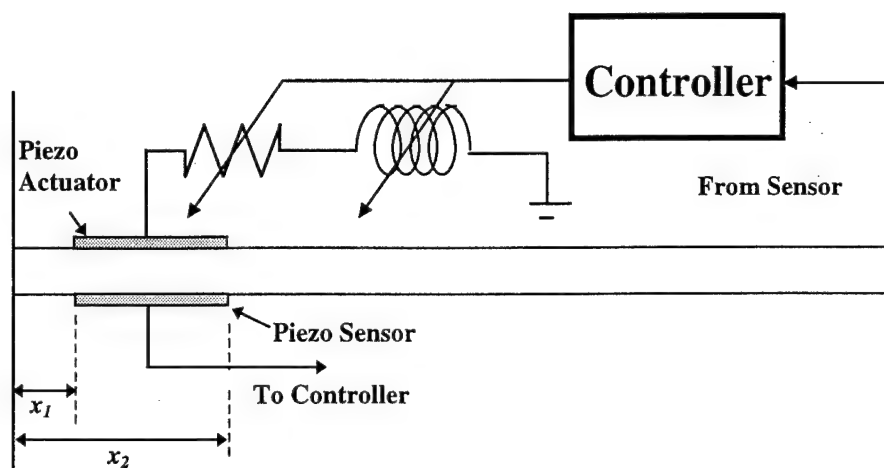 Controller
Piezo
Actuator
From Sensor
Piezo Sensor
To Controller
x1
x2